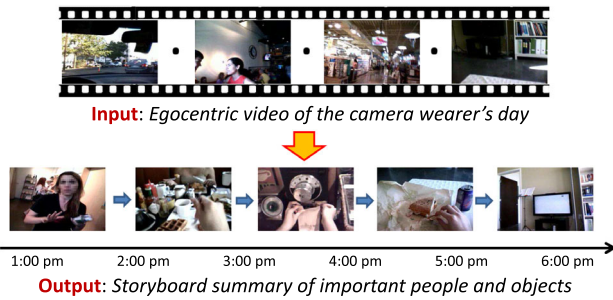 Input: Egocentric video of the camera wearer's day
1:00 pm 2:00 pm 3:00 pm 4:00 pm 5:00 pm 6:00 pm
Output: Storyboard summary of important people and objects